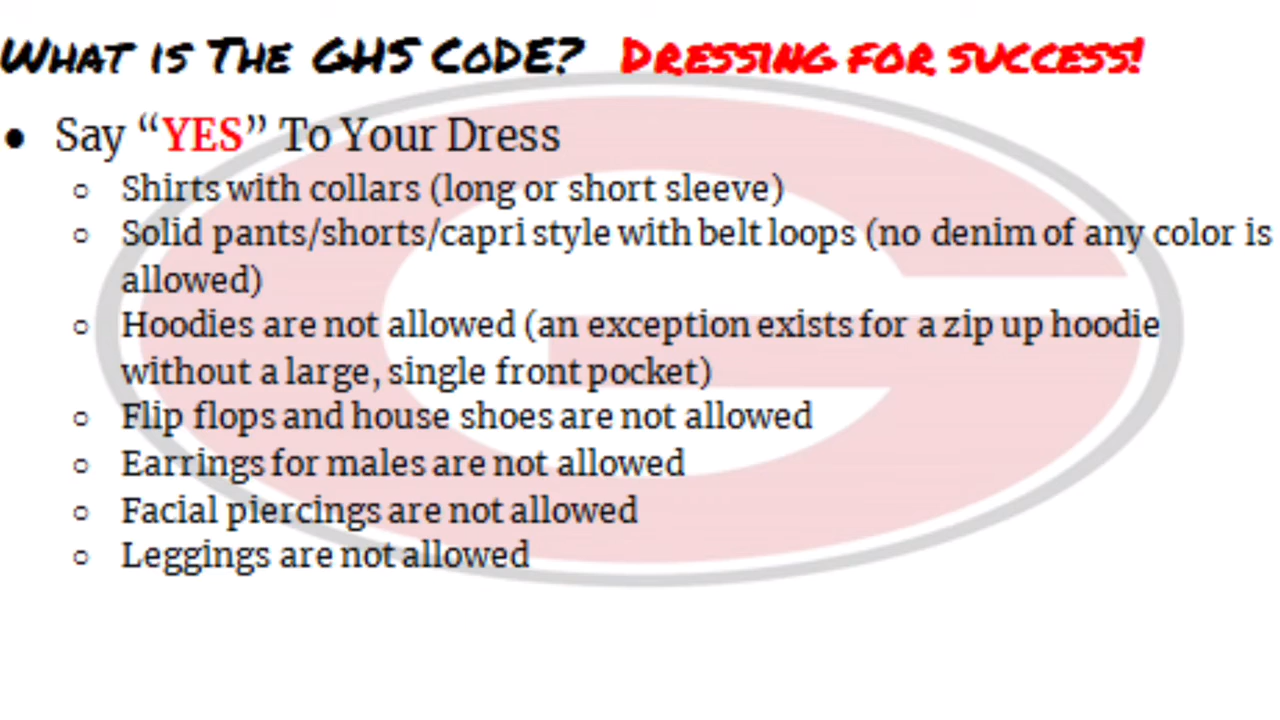 What is The GHS CoDE? Dressing for success!
● Say “YES” To Your Dress
○ Shirts with collars (long or short sleeve)
○ Solid pants/shorts/capri style with belt loops (no denim of any color is
allowed)
○ Hoodies are not allowed (an exception exists for a zip up hoodie
without a large, single front pocket)
○ Flip flops and house shoes are not allowed
○ Earrings for males are not allowed
○ Facial piercings are not allowed
○ Leggings are not allowed